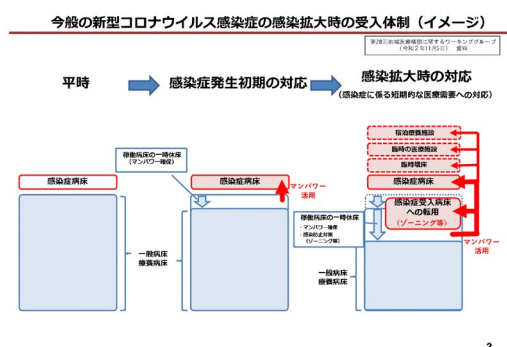 今般の新型コロナウイルス感染症の感染拡大時の受入体制（イメージ）
第28回地域医療構想に関するワーキンググループ
（令和2年11月5日） 資料
平時
感染症発生初期の対応
感染拡大時の対応
（感染症に係る短期的な医療需要への対応）
宿泊療養施設
臨時の医療施設
臨時増床
稼働病床の一時休床
（マンパワー確保）
感染症病床
感染症病床
感染症病床
マンパワー
活用
感染症受入病床
への転用
（ゾーニング等）
稼働病床の一時休床
・マンパワー確保
・感染防止対策
（ゾーニング等）
マンパワー
活用
一般病床
療養病床
一般病床
療養病床
2